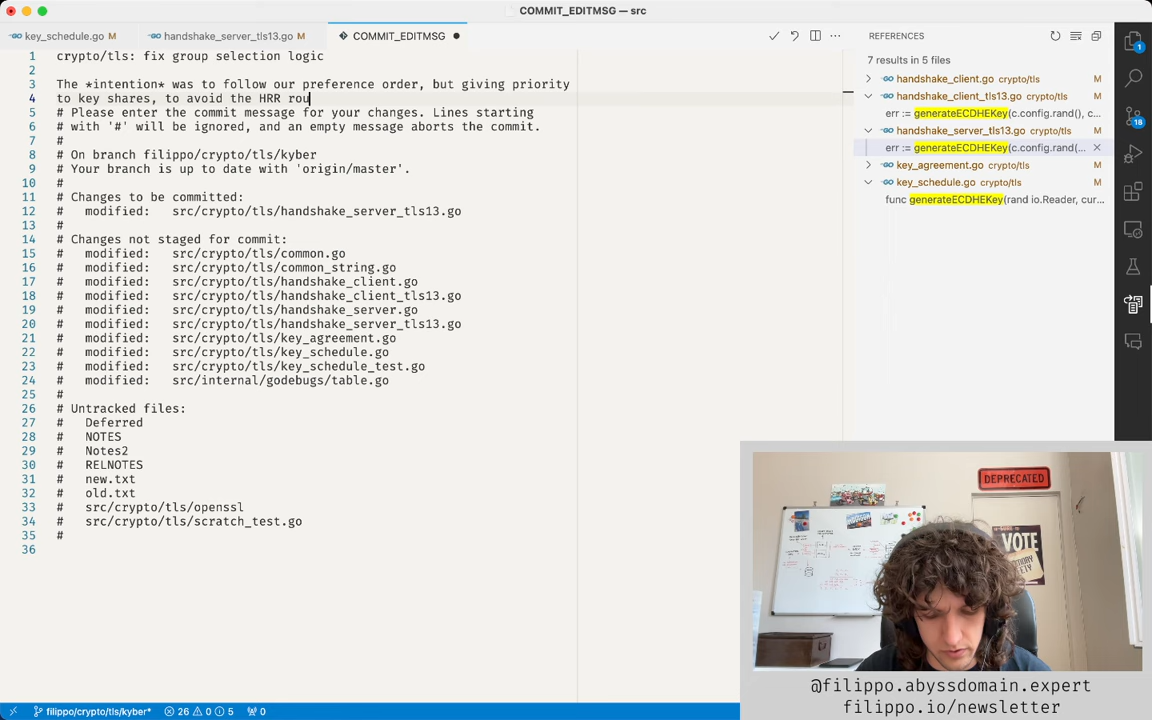 COMMIT_EDITMSG — src
key_schedule.go M
handshake_server_tls13.go M
COMMIT_EDITMSG
REFERENCES
1 crypto/tls: fix group selection logic
2
3 The *intention* was to follow our preference order, but giving priority
4 to key shares, to avoid the HRR rou
5 # Please enter the commit message for your changes. Lines starting
6 # with '#' will be ignored, and an empty message aborts the commit.
7 #
8 # On branch filippo/crypto/tls/kyber
9 # Your branch is up to date with 'origin/master'.
10 #
11 # Changes to be committed:
12 # modified: src/crypto/tls/handshake_server_tls13.go
13 #
14 # Changes not staged for commit:
15 # modified: src/crypto/tls/common.go
16 # modified: src/crypto/tls/common_string.go
17 # modified: src/crypto/tls/handshake_client.go
18 # modified: src/crypto/tls/handshake_client_tls13.go
19 # modified: src/crypto/tls/handshake_server.go
20 # modified: src/crypto/tls/handshake_server_tls13.go
21 # modified: src/crypto/tls/key_agreement.go
22 # modified: src/crypto/tls/key_schedule.go
23 # modified: src/crypto/tls/key_schedule_test.go
24 # modified: src/internal/godebugs/table.go
25 #
26 # Untracked files:
27 # Deferred
28 # NOTES
29 # Notes2
30 # RELNOTES
31 # new.txt
32 # old.txt
33 # src/crypto/tls/openssl
34 # src/crypto/tls/scratch_test.go
35 #
36
7 results in 5 files
handshake_client.go crypto/tls M
handshake_client_tls13.go crypto/tls M
err := generateECDHEKey(c.config.rand(), c...
handshake_server_tls13.go crypto/tls M
err := generateECDHEKey(c.config.rand(...
key_agreement.go crypto/tls M
key_schedule.go crypto/tls M
func generateECDHEKey(rand io.Reader, cur...
1
16
DEPRECATED
VOTE
@filippo.abyssdomain.expert
filippo.io/newsletter
filippo/crypto/tls/kyber* 26 0 5 0